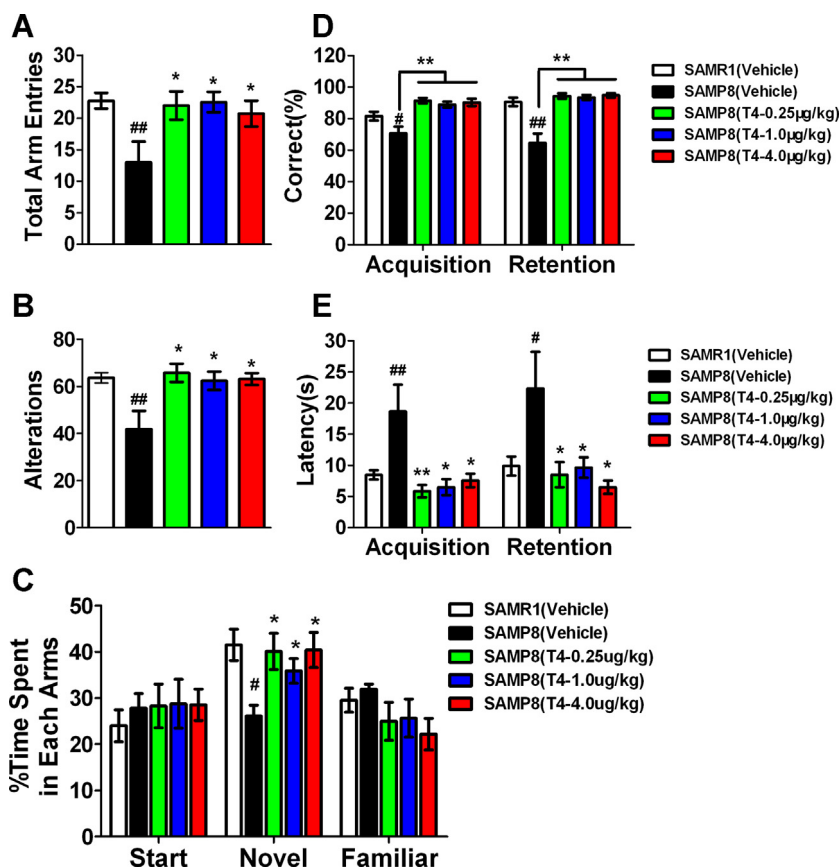 A
Total Arm Entries
30
25
20
15
10
5
0
##
*
*
*
D
Correct(%)
120
100
80
60
40
20
0
**
**
#
##
Acquisition
Retention
SAMR1(Vehicle)
SAMP8(Vehicle)
SAMP8(T4-0.25μg/kg)
SAMP8(T4-1.0μg/kg)
SAMP8(T4-4.0μg/kg)
B
Alterations
80
60
40
20
0
##
*
*
*
E
Latency(s)
30
25
20
15
10
5
0
##
**
*
*
#
*
*
*
Acquisition
Retention
SAMR1(Vehicle)
SAMP8(Vehicle)
SAMP8(T4-0.25μg/kg)
SAMP8(T4-1.0μg/kg)
SAMP8(T4-4.0μg/kg)
C
%Time Spent
in Each Arms
50
40
30
20
10
0
#
*
*
*
Start
Novel
Familiar
SAMR1(Vehicle)
SAMP8(Vehicle)
SAMP8(T4-0.25ug/kg)
SAMP8(T4-1.0ug/kg)
SAMP8(T4-4.0ug/kg)